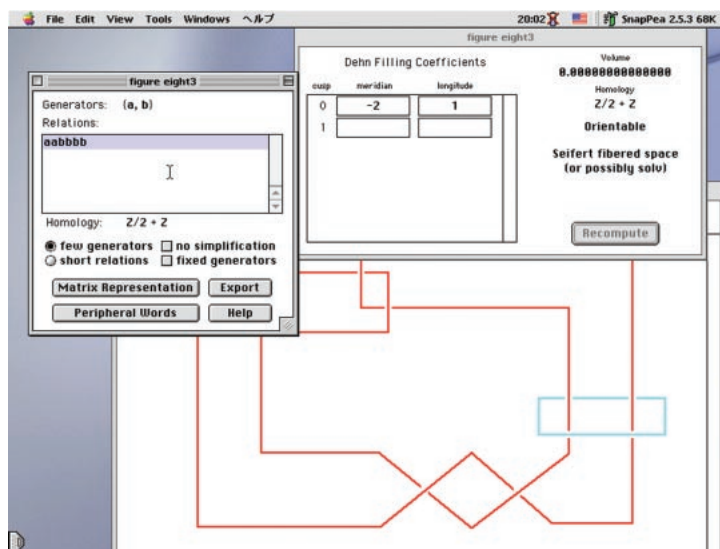 File Edit View Tools Windows ヘルプ 20:02 SnapPea 2.5.3 68K
figure eight3
Dehn Filling Coefficients
cusp meridian longitude
0 -2 1
1
Volume
0.00000000000000
Homology
Z/2 + Z
Orientable
Seifert fibered space
(or possibly solv)
Recompute
figure eight3
Generators: (a, b)
Relations:
aabbbb
Homology: Z/2 + Z
few generators no simplification
short relations fixed generators
Matrix Representation Export
Peripheral Words Help